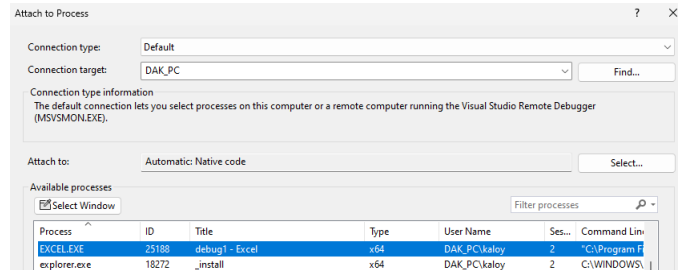 Attach to Process ? ×
Connection type: Default
Connection target: DAK_PC Find...
Connection type information
The default connection lets you select processes on this computer or a remote computer running the Visual Studio Remote Debugger
(MSVSMON.EXE).
Attach to: Automatic: Native code Select...
Available processes
Select Window Filter processes
Process ID Title Type User Name Ses... Command Line
EXCEL.EXE 25188 debug1 - Excel x64 DAK_PC\kaloy 2 "C:\Program Fi
explorer.exe 18272 _install x64 DAK_PC\kaloy 2 C:\WINDOWS\